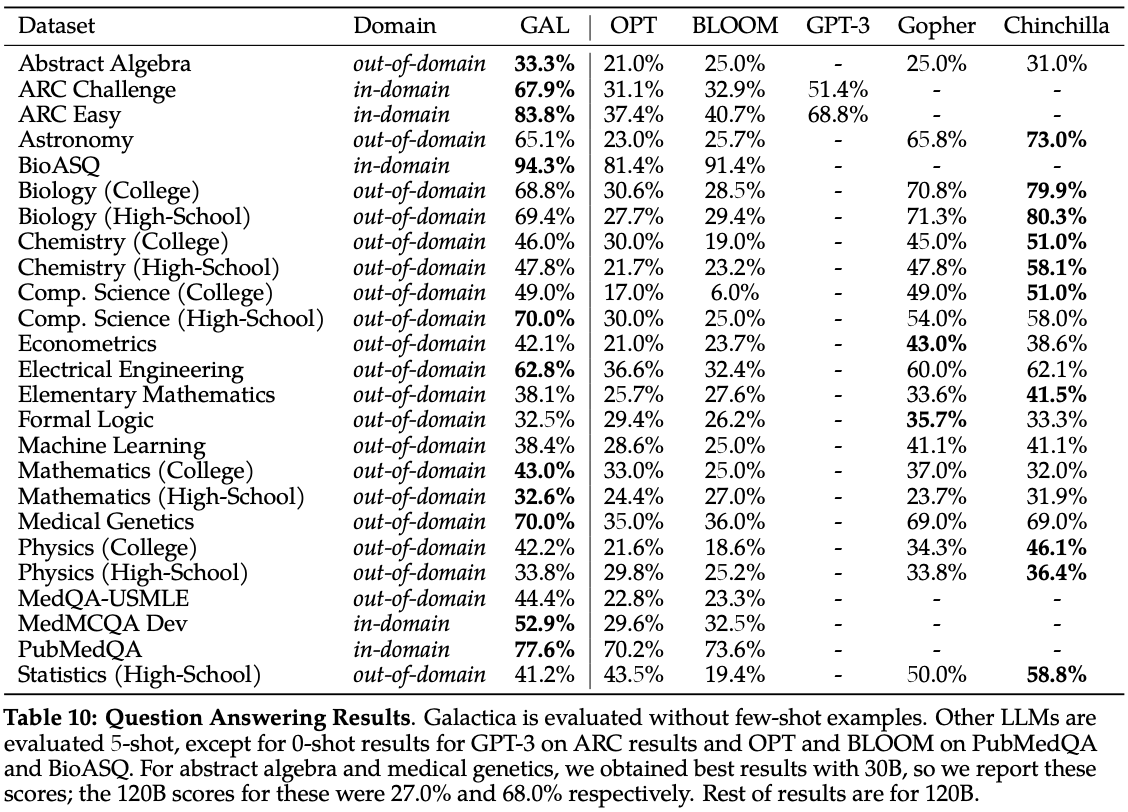 Dataset Domain GAL OPT BLOOM GPT-3 Gopher Chinchilla
Abstract Algebra out-of-domain 33.3% 21.0% 25.0% - 25.0% 31.0%
ARC Challenge in-domain 67.9% 31.1% 32.9% 51.4% - -
ARC Easy in-domain 83.8% 37.4% 40.7% 68.8% - -
Astronomy out-of-domain 65.1% 23.0% 25.7% - 65.8% 73.0%
BioASQ in-domain 94.3% 81.4% 91.4% - - -
Biology (College) out-of-domain 68.8% 30.6% 28.5% - 70.8% 79.9%
Biology (High-School) out-of-domain 69.4% 27.7% 29.4% - 71.3% 80.3%
Chemistry (College) out-of-domain 46.0% 30.0% 19.0% - 45.0% 51.0%
Chemistry (High-School) out-of-domain 47.8% 21.7% 23.2% - 47.8% 58.1%
Comp. Science (College) out-of-domain 49.0% 17.0% 6.0% - 49.0% 51.0%
Comp. Science (High-School) out-of-domain 70.0% 30.0% 25.0% - 54.0% 58.0%
Econometrics out-of-domain 42.1% 21.0% 23.7% - 43.0% 38.6%
Electrical Engineering out-of-domain 62.8% 36.6% 32.4% - 60.0% 62.1%
Elementary Mathematics out-of-domain 38.1% 25.7% 27.6% - 33.6% 41.5%
Formal Logic out-of-domain 32.5% 29.4% 26.2% - 35.7% 33.3%
Machine Learning out-of-domain 38.4% 28.6% 25.0% - 41.1% 41.1%
Mathematics (College) out-of-domain 43.0% 33.0% 25.0% - 37.0% 32.0%
Mathematics (High-School) out-of-domain 32.6% 24.4% 27.0% - 23.7% 31.9%
Medical Genetics out-of-domain 70.0% 35.0% 36.0% - 69.0% 69.0%
Physics (College) out-of-domain 42.2% 21.6% 18.6% - 34.3% 46.1%
Physics (High-School) out-of-domain 33.8% 29.8% 25.2% - 33.8% 36.4%
MedQA-USMLE out-of-domain 44.4% 22.8% 23.3% - - -
MedMCQA Dev in-domain 52.9% 29.6% 32.5% - - -
PubMedQA in-domain 77.6% 70.2% 73.6% - - -
Statistics (High-School) out-of-domain 41.2% 43.5% 19.4% - 50.0% 58.8%
Table 10: Question Answering Results. Galactica is evaluated without few-shot examples. Other LLMs are
evaluated 5-shot, except for 0-shot results for GPT-3 on ARC results and OPT and BLOOM on PubMedQA
and BioASQ. For abstract algebra and medical genetics, we obtained best results with 30B, so we report these
scores; the 120B scores for these were 27.0% and 68.0% respectively. Rest of results are for 120B.